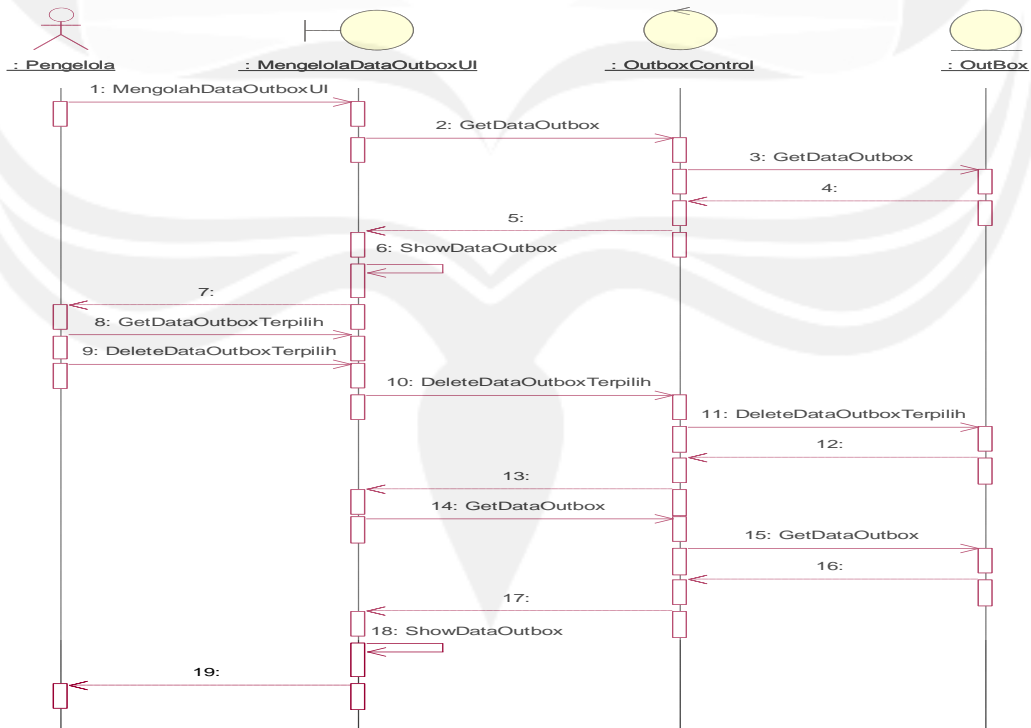 : Pengelola
: MengelolaDataOutboxUI
: OutboxControl
: OutBox
1: MengolahDataOutboxUI
2: GetDataOutbox
3: GetDataOutbox
4:
5:
6: ShowDataOutbox
7:
8: GetDataOutboxTerpilih
9: DeleteDataOutboxTerpilih
10: DeleteDataOutboxTerpilih
11: DeleteDataOutboxTerpilih
12:
13:
14: GetDataOutbox
15: GetDataOutbox
16:
17:
18: ShowDataOutbox
19: